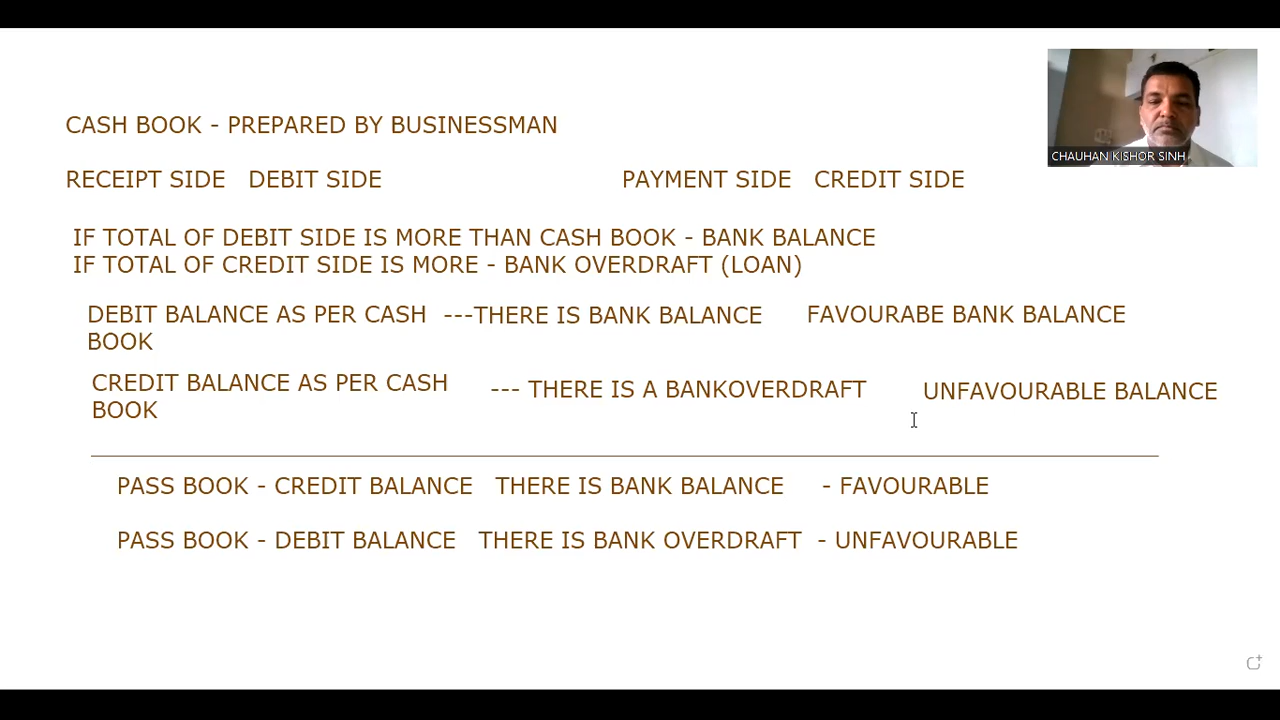 CHAUHAN KISHOR SINH
CASH BOOK - PREPARED BY BUSINESSMAN
RECEIPT SIDE DEBIT SIDE PAYMENT SIDE CREDIT SIDE
IF TOTAL OF DEBIT SIDE IS MORE THAN CASH BOOK - BANK BALANCE
IF TOTAL OF CREDIT SIDE IS MORE - BANK OVERDRAFT (LOAN)
DEBIT BALANCE AS PER CASH BOOK ---THERE IS BANK BALANCE FAVOURABE BANK BALANCE
CREDIT BALANCE AS PER CASH BOOK --- THERE IS A BANKOVERDRAFT UNFAVOURABLE BALANCE
PASS BOOK - CREDIT BALANCE THERE IS BANK BALANCE - FAVOURABLE
PASS BOOK - DEBIT BALANCE THERE IS BANK OVERDRAFT - UNFAVOURABLE